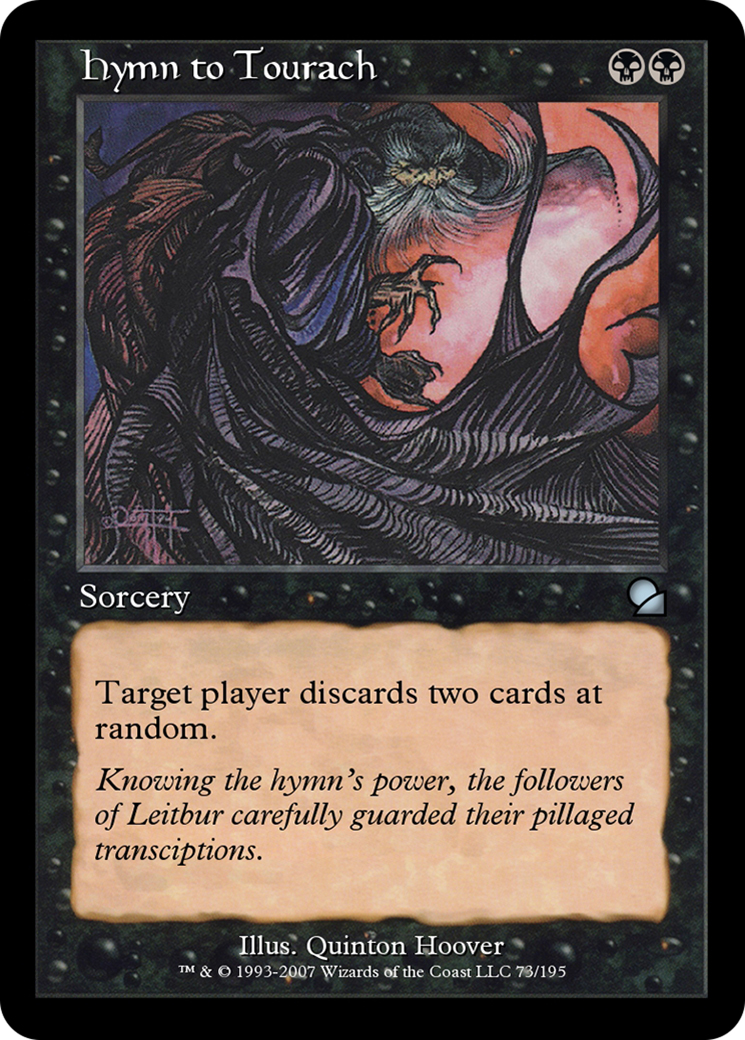 Hymn to Tourach
Sorcery
Target player discards two cards at
random.
Knowing the hymn's power, the followers
of Leitbur carefully guarded their pillaged
transciptions.
Illus. Quinton Hoover
™ & © 1993-2007 Wizards of the Coast LLC 73/195